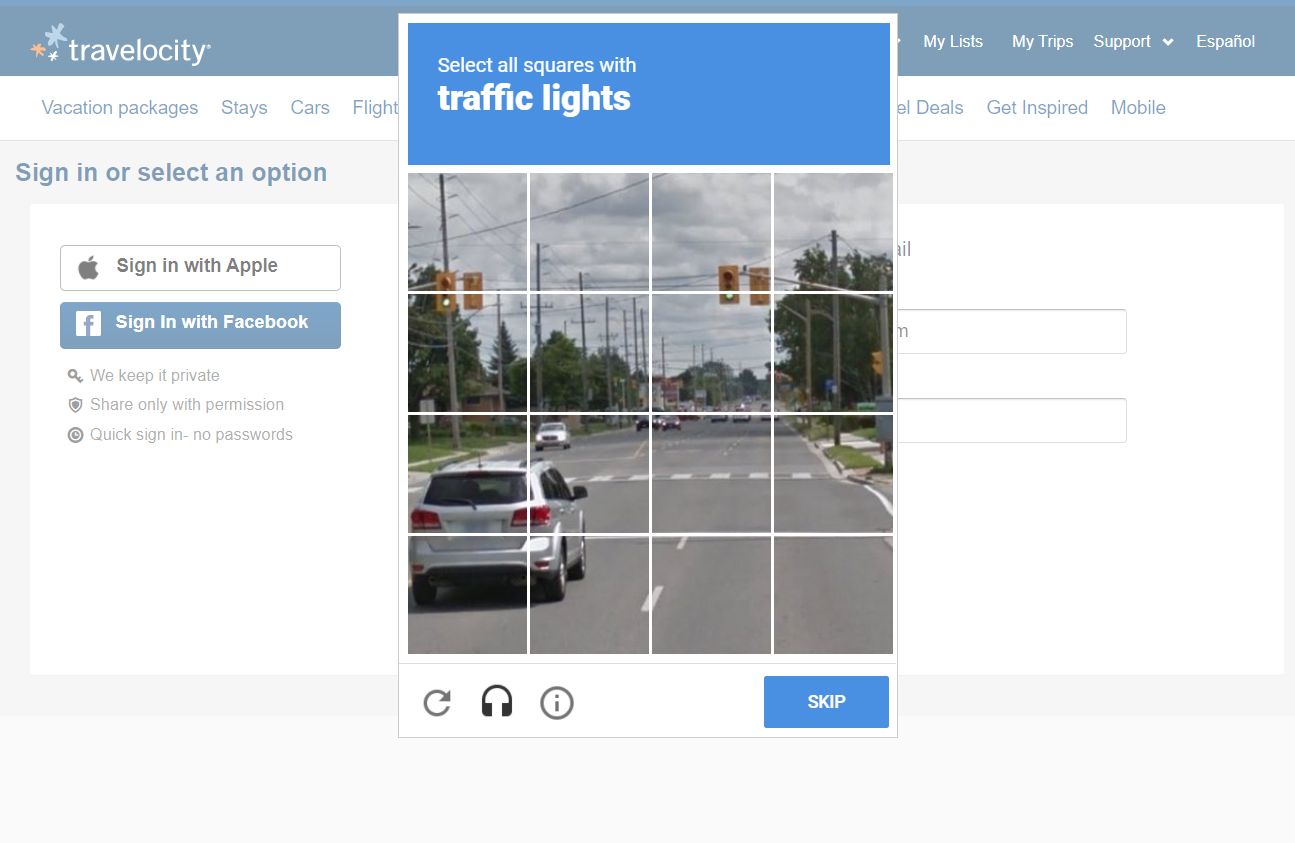 travelocity
My Lists My Trips Support Español
Vacation packages Stays Cars Flight
el Deals Get Inspired Mobile
Select all squares with
traffic lights
Sign in or select an option
ail
Sign in with Apple
Sign In with Facebook
m
We keep it private
Share only with permission
Quick sign in- no passwords
SKIP